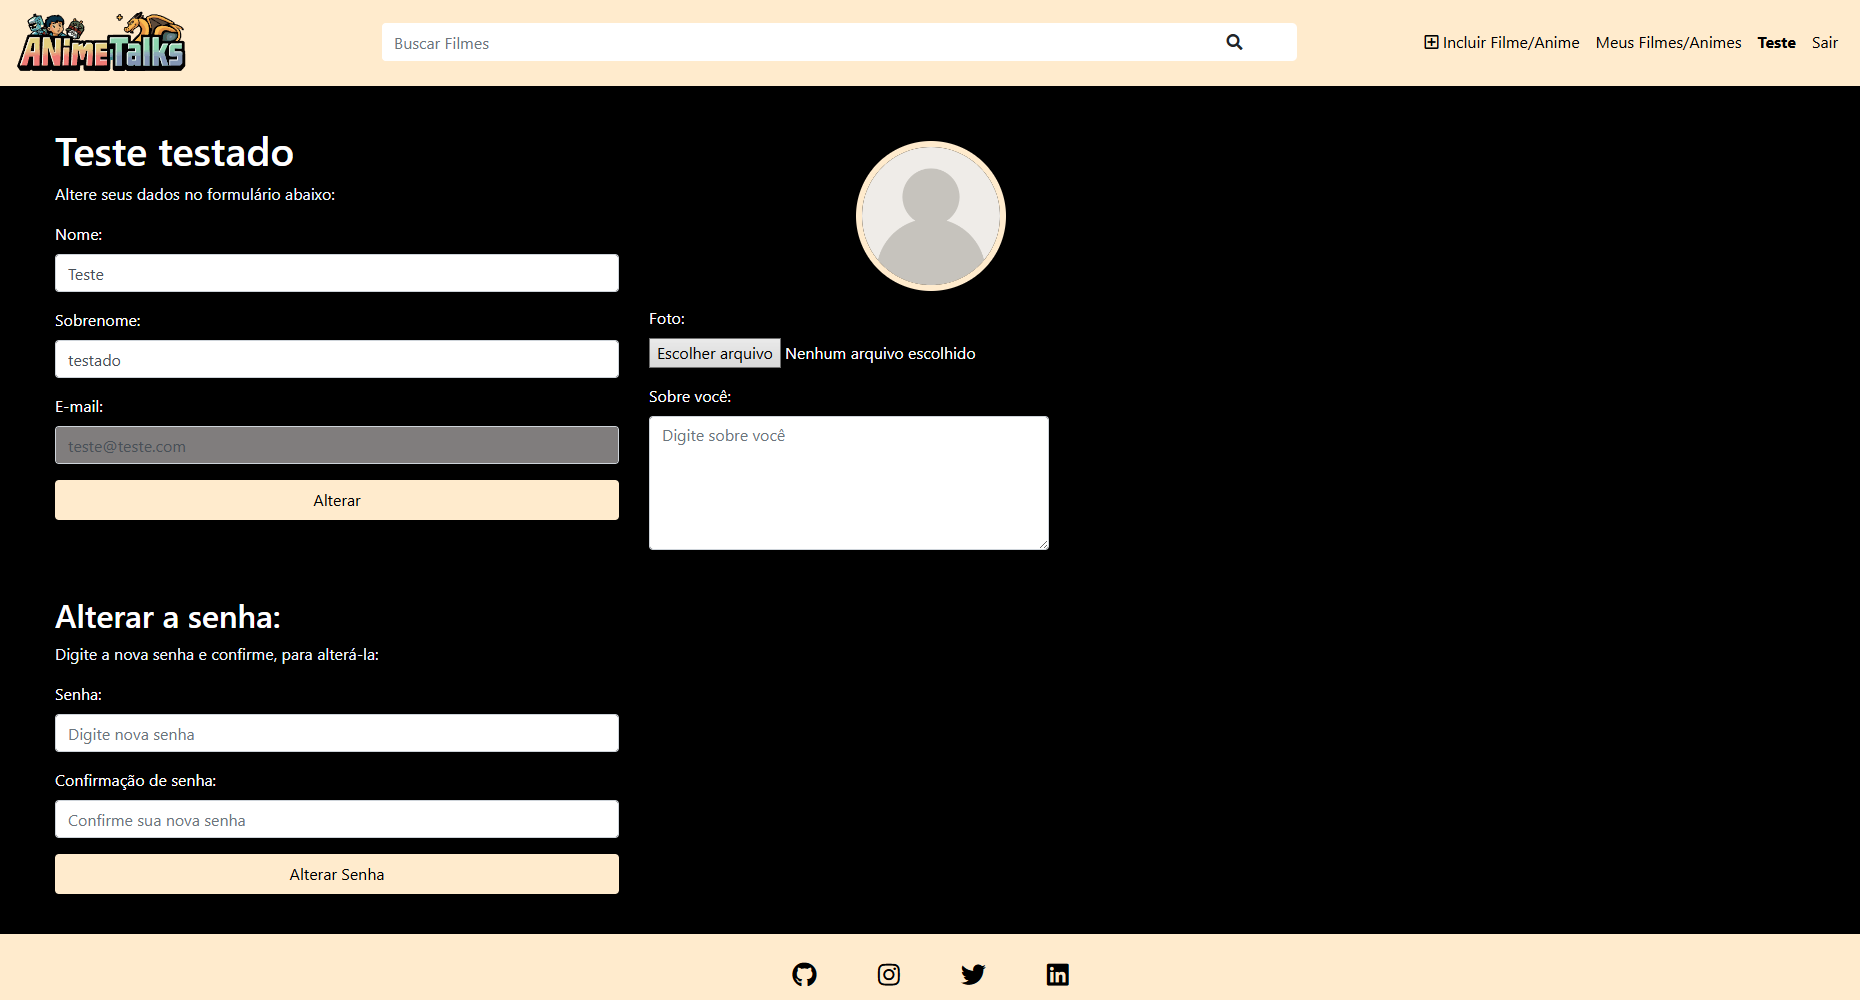 ANimeTalks
Buscar Filmes
Incluir Filme/Anime
Meus Filmes/Animes
Teste
Sair
Teste testado
Altere seus dados no formulário abaixo:
Nome:
Teste
Sobrenome:
testado
E-mail:
teste@teste.com
Alterar
Foto:
Escolher arquivo Nenhum arquivo escolhido
Sobre você:
Digite sobre você
Alterar a senha:
Digite a nova senha e confirme, para alterá-la:
Senha:
Digite nova senha
Confirmação de senha:
Confirme sua nova senha
Alterar Senha
in